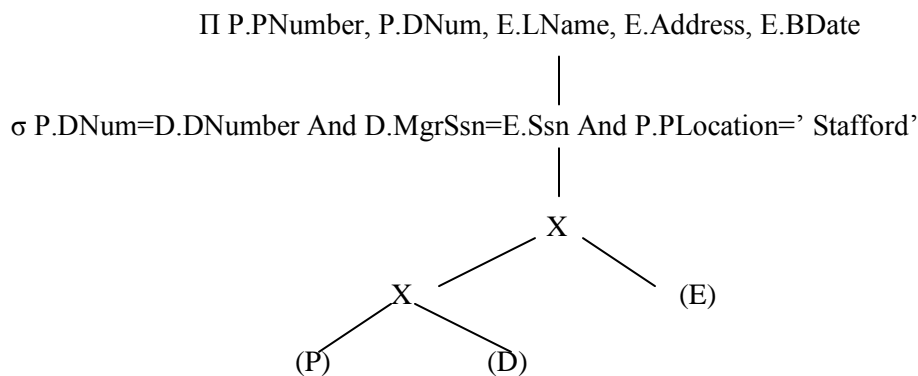 Π P.PNumber, P.DNum, E.LName, E.Address, E.BDate
σ P.DNum=D.DNumber And D.MgrSsn=E.Ssn And P.PLocation=’ Stafford’
X
X (E)
(P) (D)